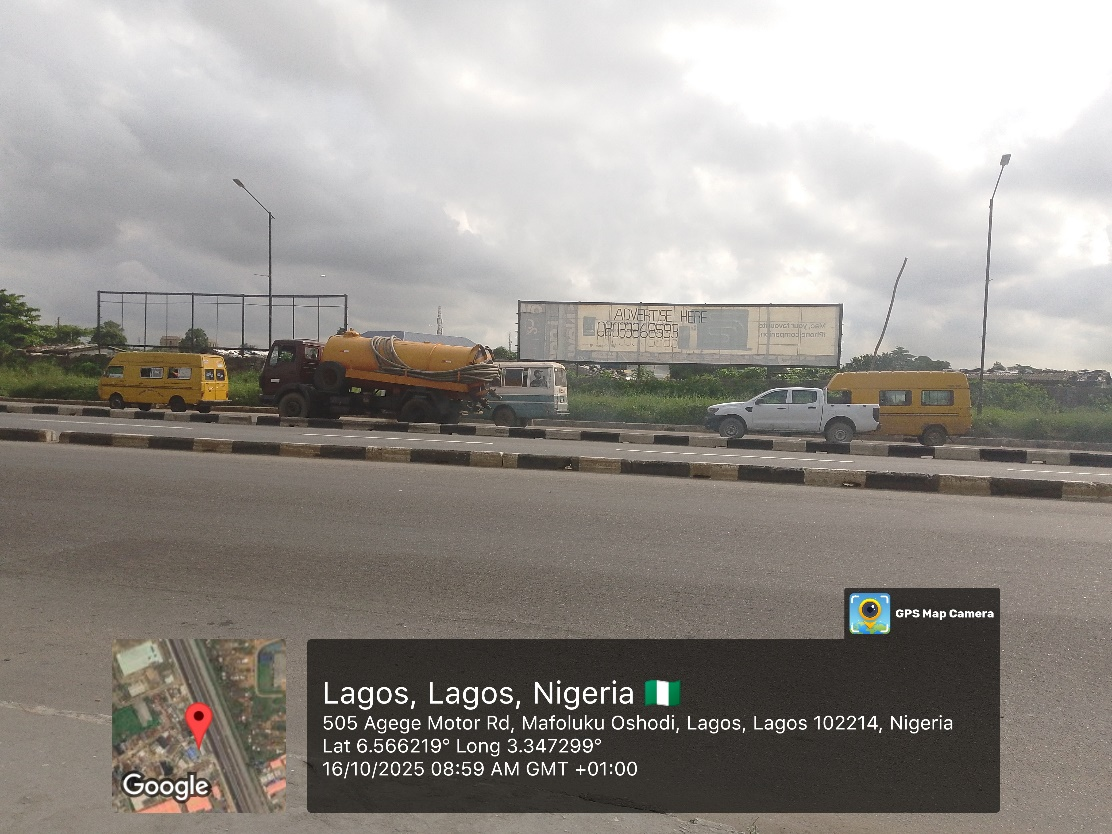 ADVERTISE HERE
GPS Map Camera
Lagos, Lagos, Nigeria
505 Agege Motor Rd, Mafoluku Oshodi, Lagos, Lagos 102214, Nigeria
Lat 6.566219° Long 3.347299°
16/10/2025 08:59 AM GMT +01:00
Google